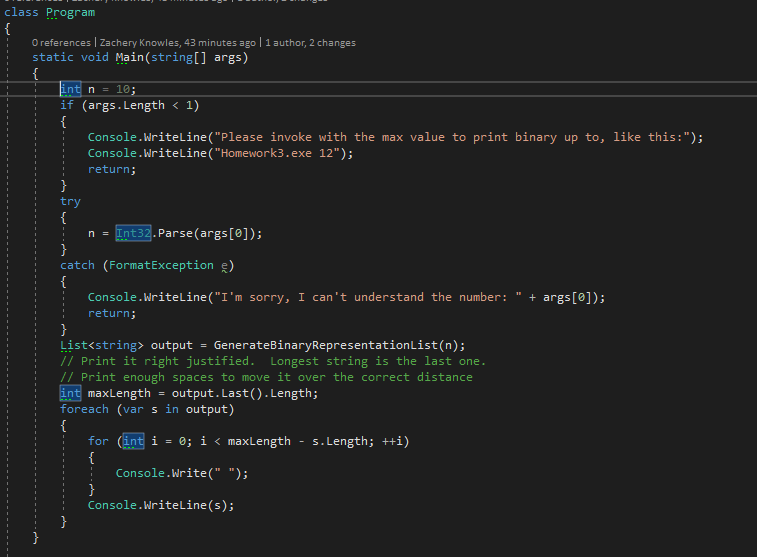 class Program
{
0 references | Zachery Knowles, 43 minutes ago | 1 author, 2 changes
static void Main(string[] args)
{
int n = 10;
if (args.Length < 1)
{
Console.WriteLine("Please invoke with the max value to print binary up to, like this:");
Console.WriteLine("Homework3.exe 12");
return;
}
try
{
n = Int32.Parse(args[0]);
}
catch (FormatException e)
{
Console.WriteLine("I'm sorry, I can't understand the number: " + args[0]);
return;
}
List<string> output = GenerateBinaryRepresentationList(n);
// Print it right justified.  Longest string is the last one.
// Print enough spaces to move it over the correct distance
int maxLength = output.Last().Length;
foreach (var s in output)
{
for (int i = 0; i < maxLength - s.Length; ++i)
{
Console.Write(" ");
}
Console.WriteLine(s);
}
}